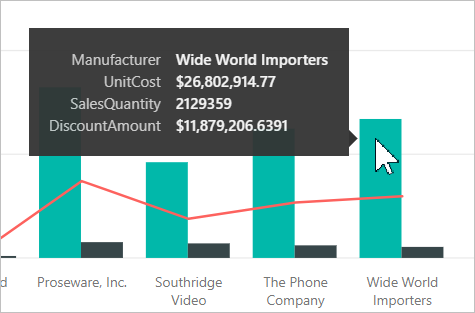 Manufacturer Wide World Importers
UnitCost $26,802,914.77
SalesQuantity 2129359
DiscountAmount $11,879,206.6391
d Proseware, Inc. Southridge The Phone Wide World
Video Company Importers